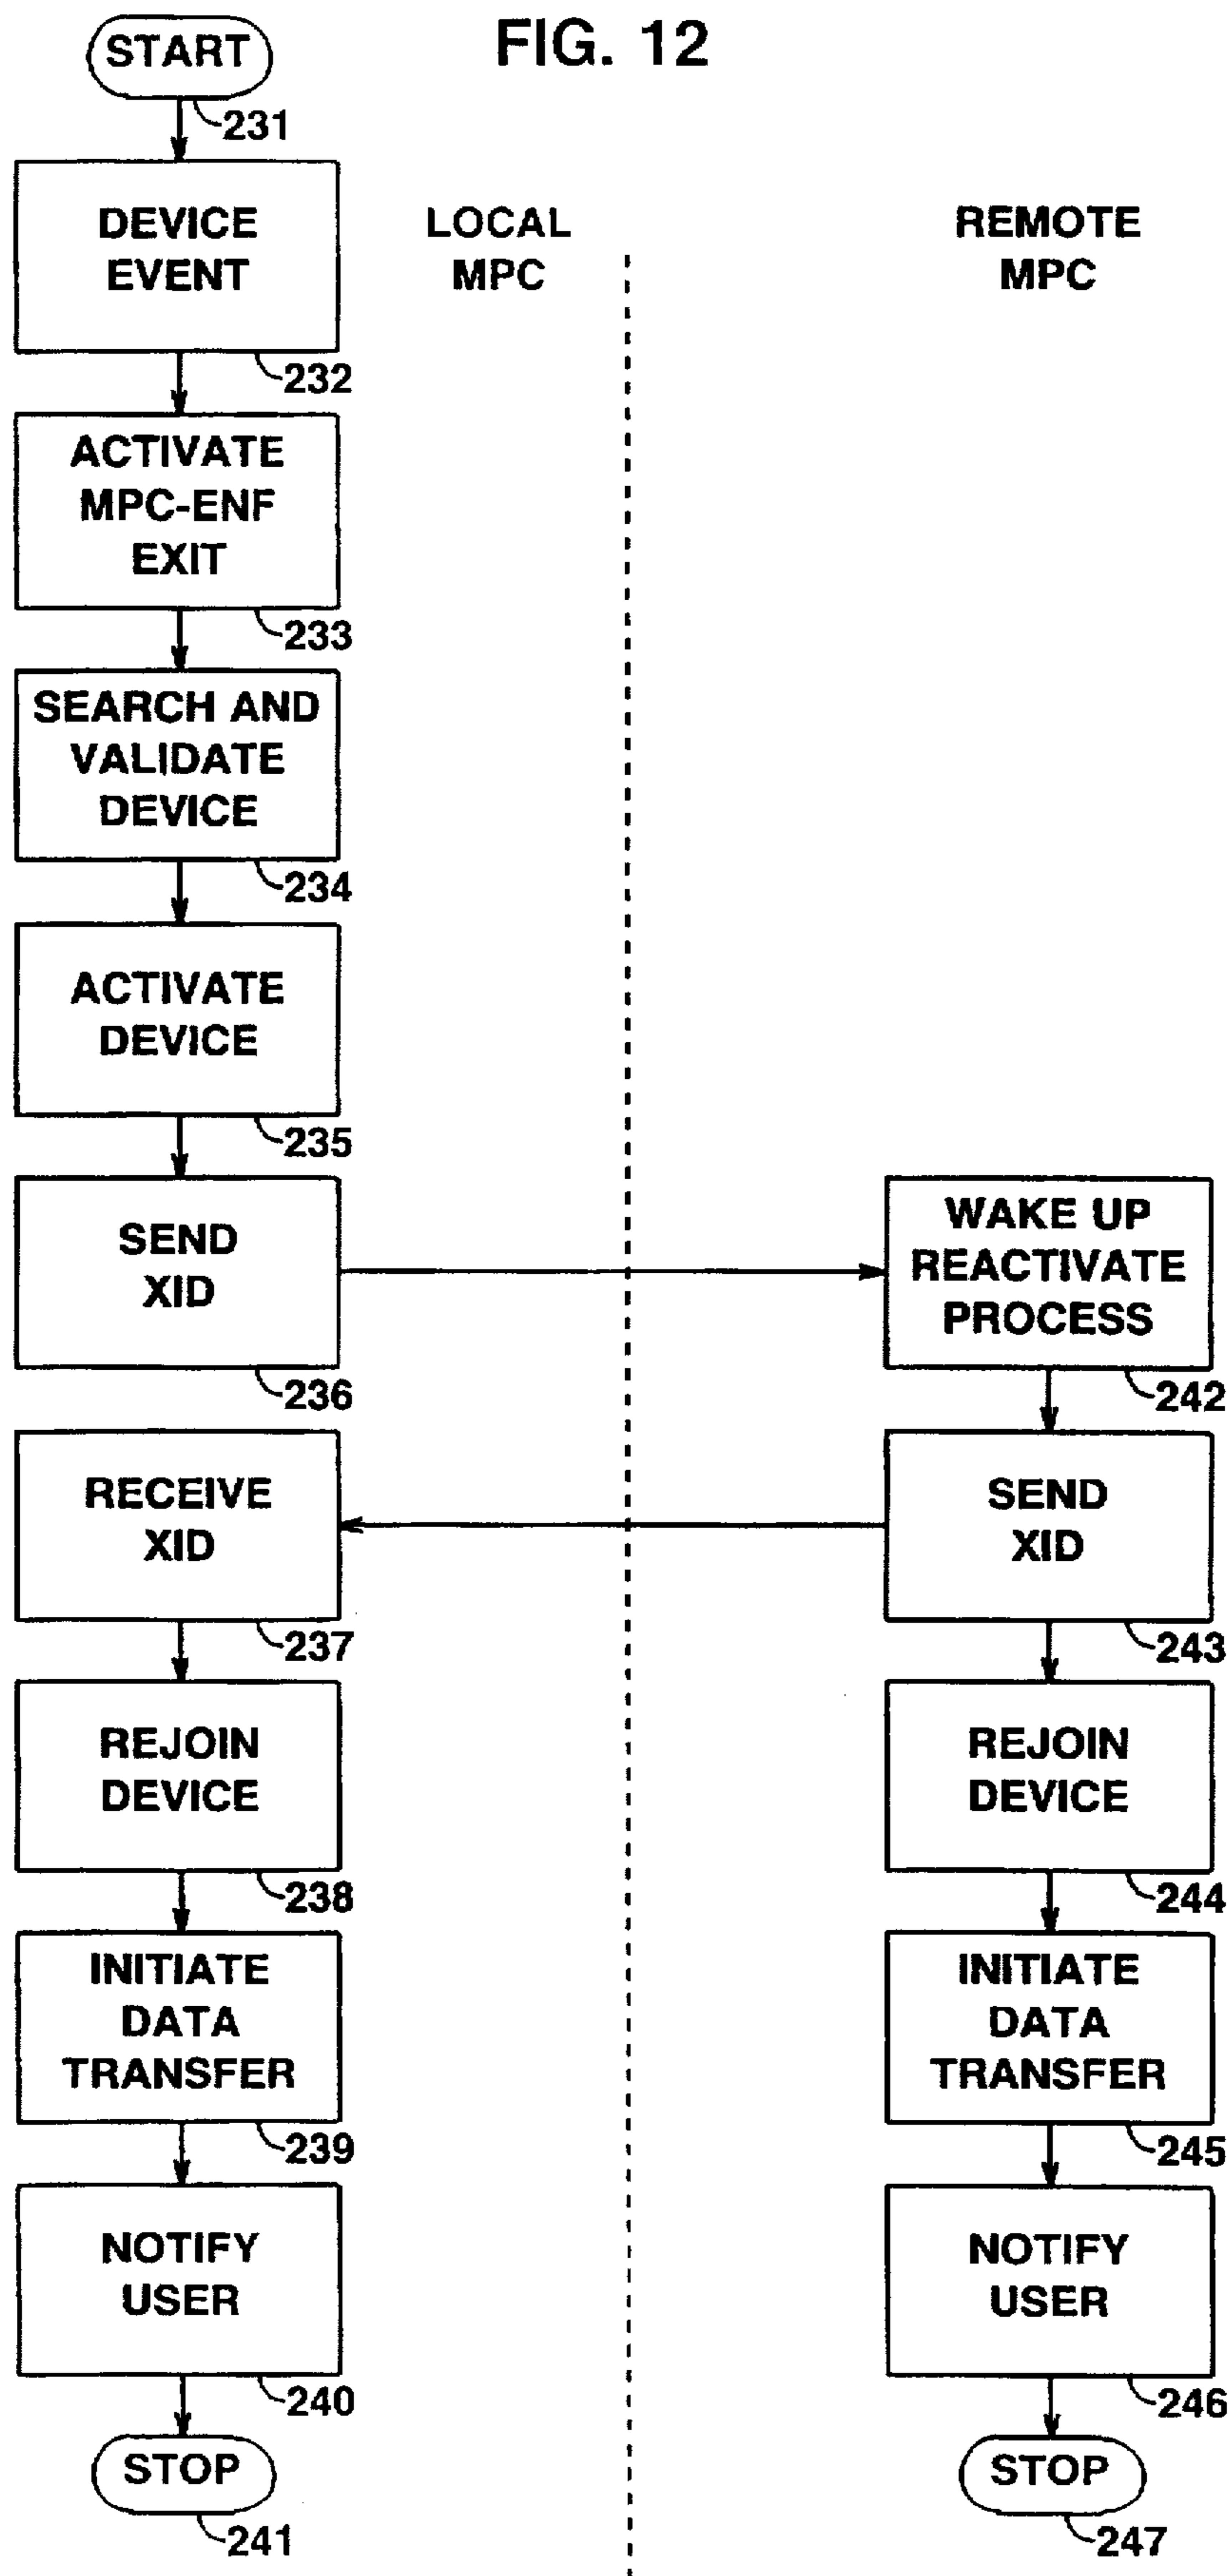 FIG. 12
START
231
DEVICE
EVENT
232
LOCAL
MPC
REMOTE
MPC
ACTIVATE
MPC-ENF
EXIT
233
SEARCH AND
VALIDATE
DEVICE
234
ACTIVATE
DEVICE
235
SEND
XID
236
WAKE UP
REACTIVATE
PROCESS
242
RECEIVE
XID
237
SEND
XID
243
REJOIN
DEVICE
238
REJOIN
DEVICE
244
INITIATE
DATA
TRANSFER
239
INITIATE
DATA
TRANSFER
245
NOTIFY
USER
240
NOTIFY
USER
246
STOP
241
STOP
247